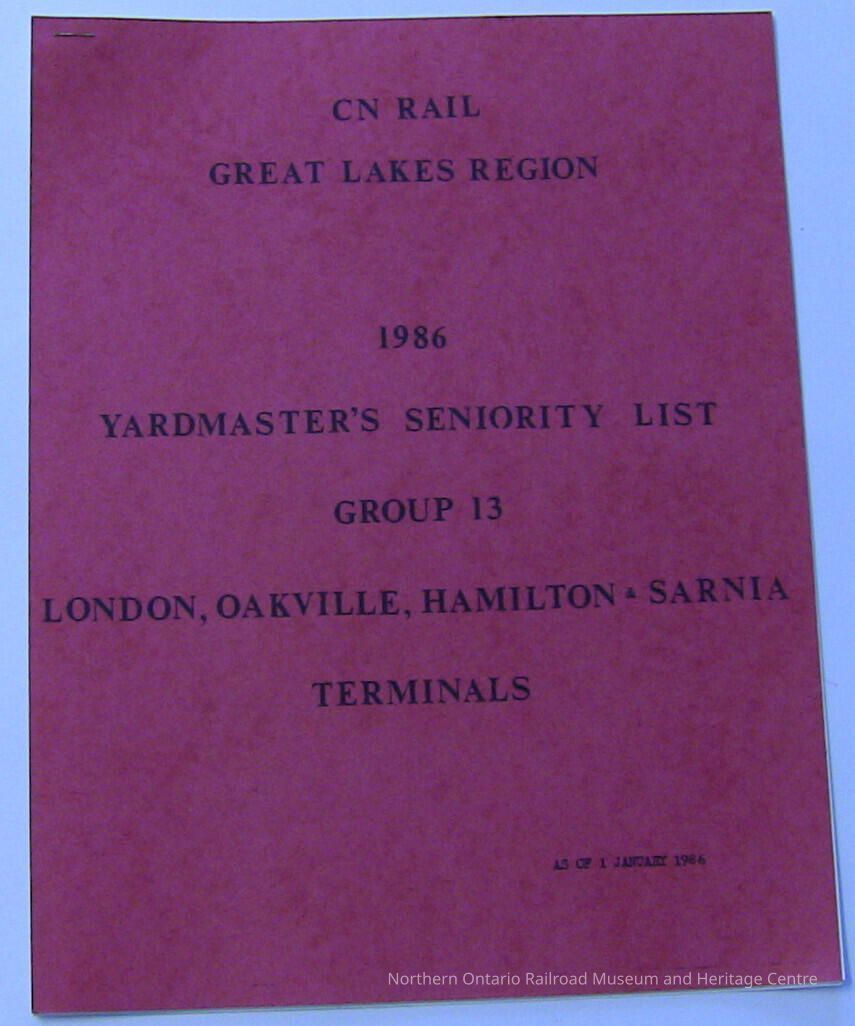 CN RAIL
GREAT LAKES REGION
1986
YARDMASTER'S SENIORITY LIST
GROUP 13
LONDON, OAKVILLE, HAMILTON & SARNIA
TERMINALS
AS OF 1 JANUARY 1986
Northern Ontario Railroad Museum and Heritage Centre